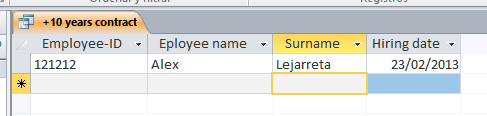 +10 years contract
Employee-ID Eployee name Surname Hiring date
121212 Alex Lejarreta 23/02/2013